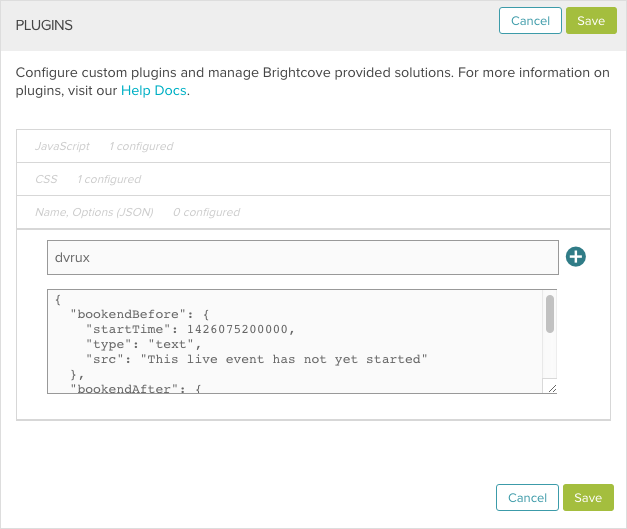 PLUGINS
Cancel
Save
Configure custom plugins and manage Brightcove provided solutions. For more information on
plugins, visit our Help Docs.
JavaScript 1 configured
CSS 1 configured
Name, Options (JSON) 0 configured
dvrux
{
"bookendBefore": {
"startTime": 1426075200000,
"type": "text",
"src": "This live event has not yet started"
},
"bookendAfter": {
Cancel
Save